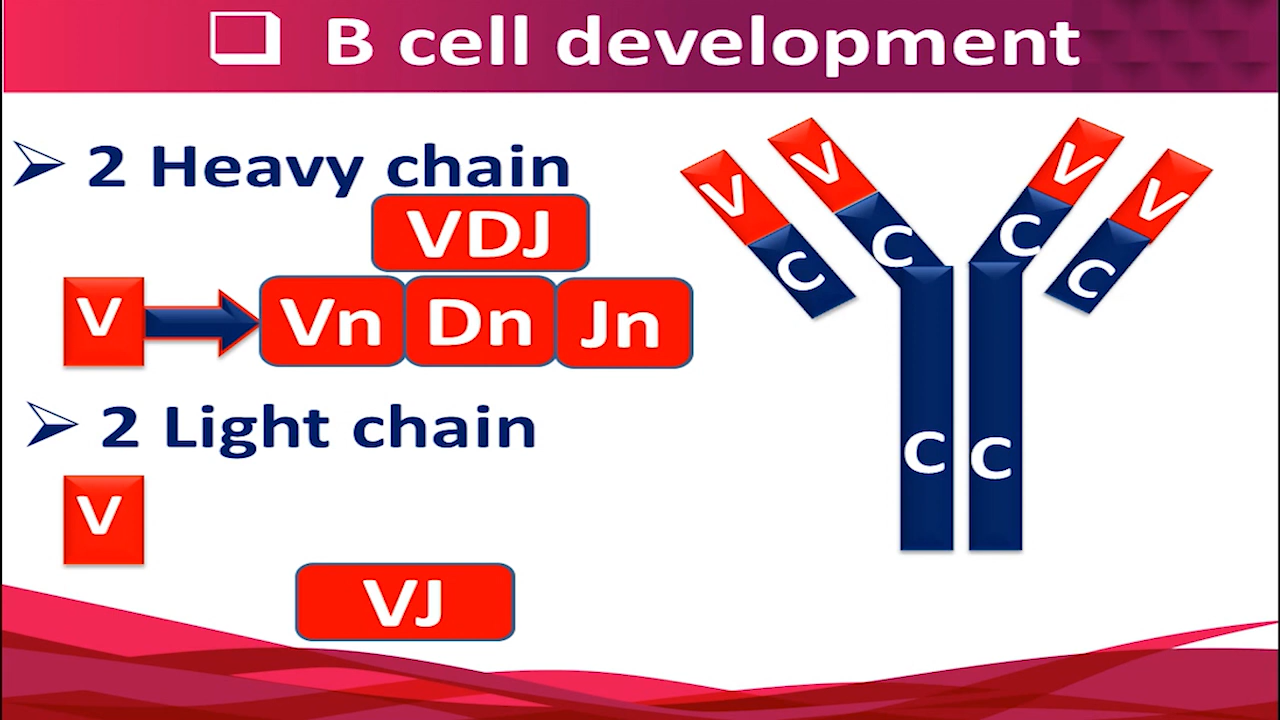 B cell development
2 Heavy chain
VDJ
V
Vn Dn Jn
2 Light chain
V
VJ
V
V
V
V
C
C
C
C
C
C